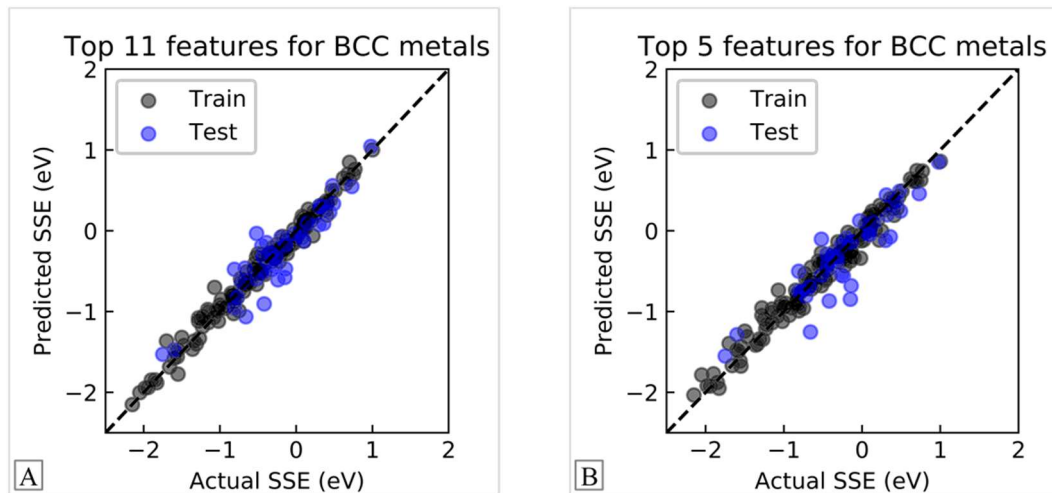 Top 11 features for BCC metals
2
Train
Test
1
0
−1
−2
Predicted SSE (eV)
−2 −1 0 1 2
Actual SSE (eV)
A
Top 5 features for BCC metals
2
Train
Test
1
0
−1
−2
Predicted SSE (eV)
−2 −1 0 1 2
Actual SSE (eV)
B